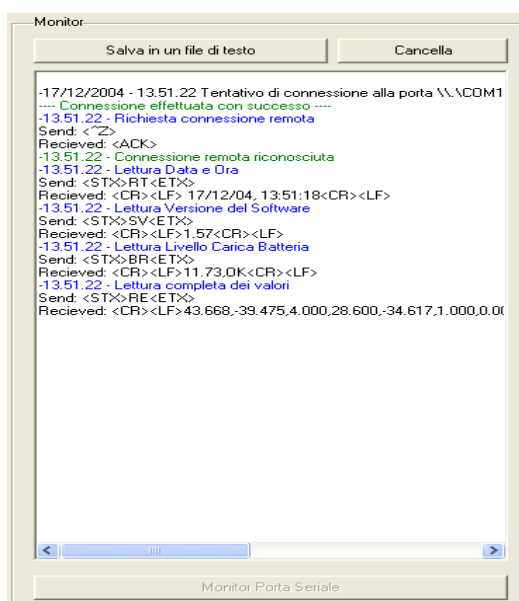 Monitor
Salva in un file di testo
Cancella
-17/12/2004 - 13.51.22 Tentativo di connessione alla porta \\.\COM1
---- Connessione effettuata con successo ----
-13.51.22 - Richiesta connessione remota
Send: <^Z>
Recieved: <ACK>
-13.51.22 - Connessione remota riconosciuta
-13.51.22 - Lettura Data e Ora
Send: <STX>RT<ETX>
Recieved: <CR><LF> 17/12/04, 13:51:18<CR><LF>
-13.51.22 - Lettura Versione del Software
Send: <STX>SV<ETX>
Recieved: <CR><LF>1.57<CR><LF>
-13.51.22 - Lettura Livello Carica Batteria
Send: <STX>BR<ETX>
Recieved: <CR><LF>11.73,OK<CR><LF>
-13.51.22 - Lettura completa dei valori
Send: <STX>RE<ETX>
Recieved: <CR><LF>43.668,-39.475,4.000,28.600,-34.617,1.000,0.00
Monitor Porta Seriale